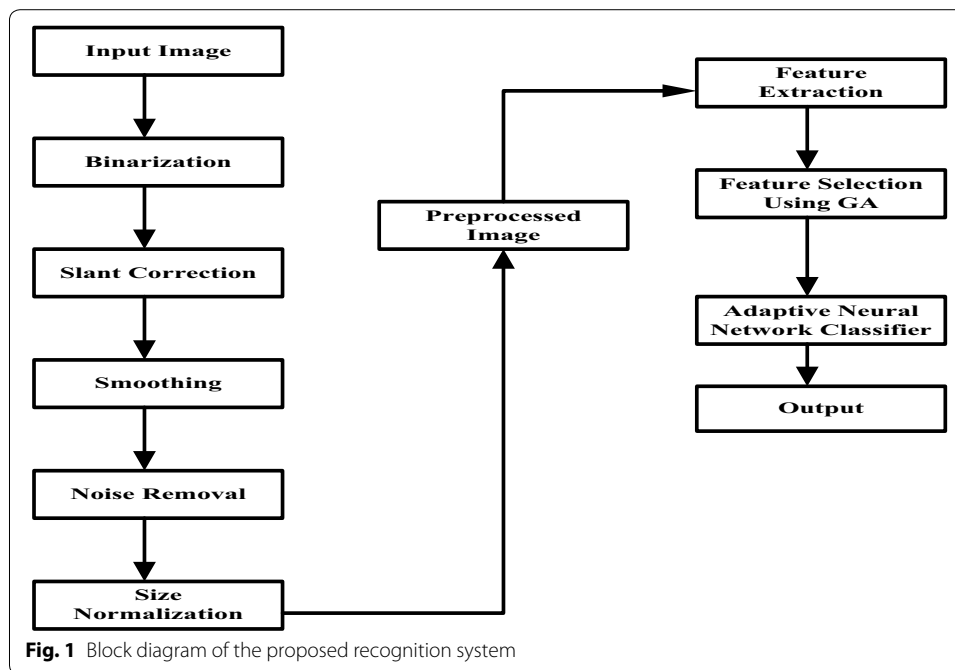 Input Image
Binarization
Slant Correction
Smoothing
Noise Removal
Size
Normalization
Preprocessed
Image
Feature
Extraction
Feature Selection
Using GA
Adaptive Neural
Network Classifier
Output
Fig. 1 Block diagram of the proposed recognition system